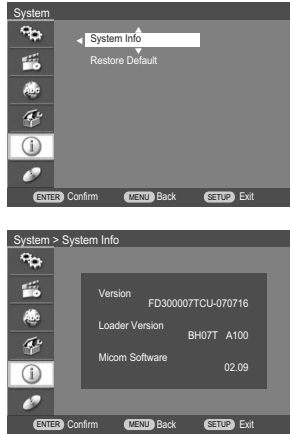 System
System Info
Restore Default
ENTER Confirm MENU Back SETUP Exit
System > System Info
Version
FD300007TCU-070716
Loader Version
BH07T A100
Micom Software
02.09
ENTER Confirm MENU Back SETUP Exit